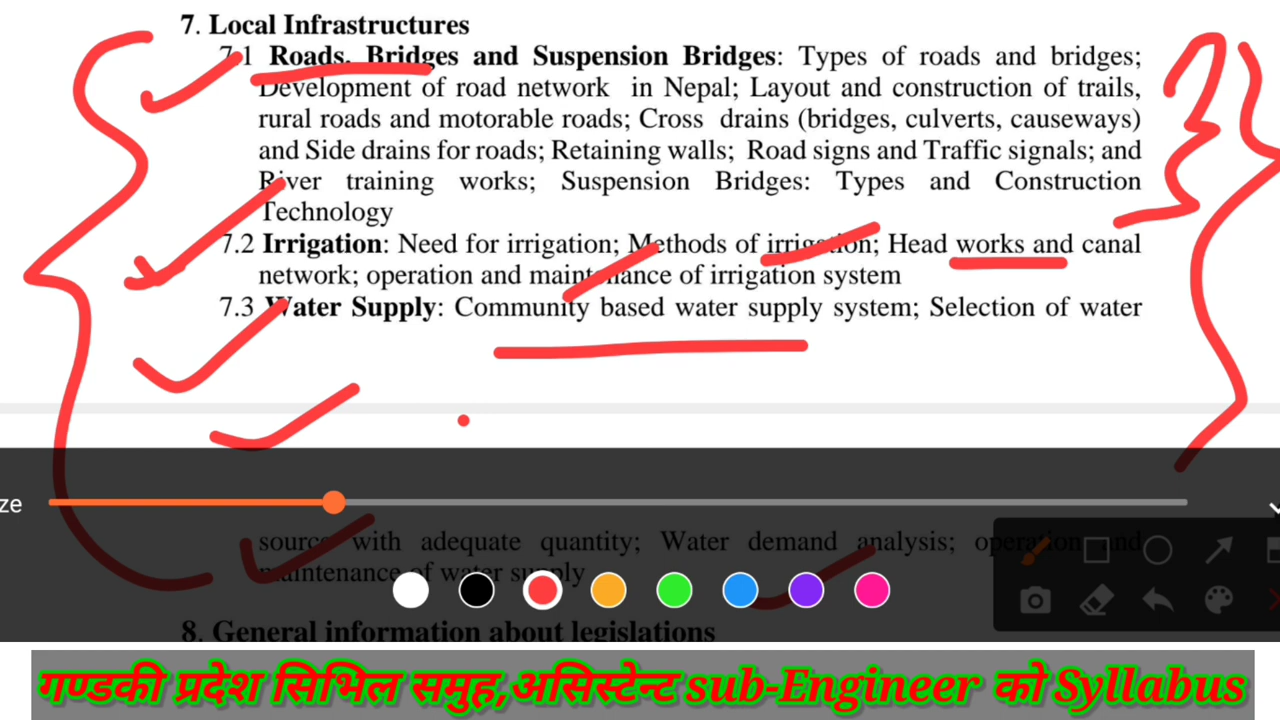 7. Local Infrastructures
7.1 Roads, Bridges and Suspension Bridges: Types of roads and bridges;
Development of road network in Nepal; Layout and construction of trails,
rural roads and motorable roads; Cross drains (bridges, culverts, causeways)
and Side drains for roads; Retaining walls; Road signs and Traffic signals; and
River training works; Suspension Bridges: Types and Construction
Technology
7.2 Irrigation: Need for irrigation; Methods of irrigation; Head works and canal
network; operation and maintenance of irrigation system
7.3 Water Supply: Community based water supply system; Selection of water
ze
source with adequate quantity; Water demand analysis; operation and
maintenance of water supply
8. General information about legislations
गण्डकी प्रदेश सिभिल समुह,असिस्टेन्ट sub-Engineer को Syllabus